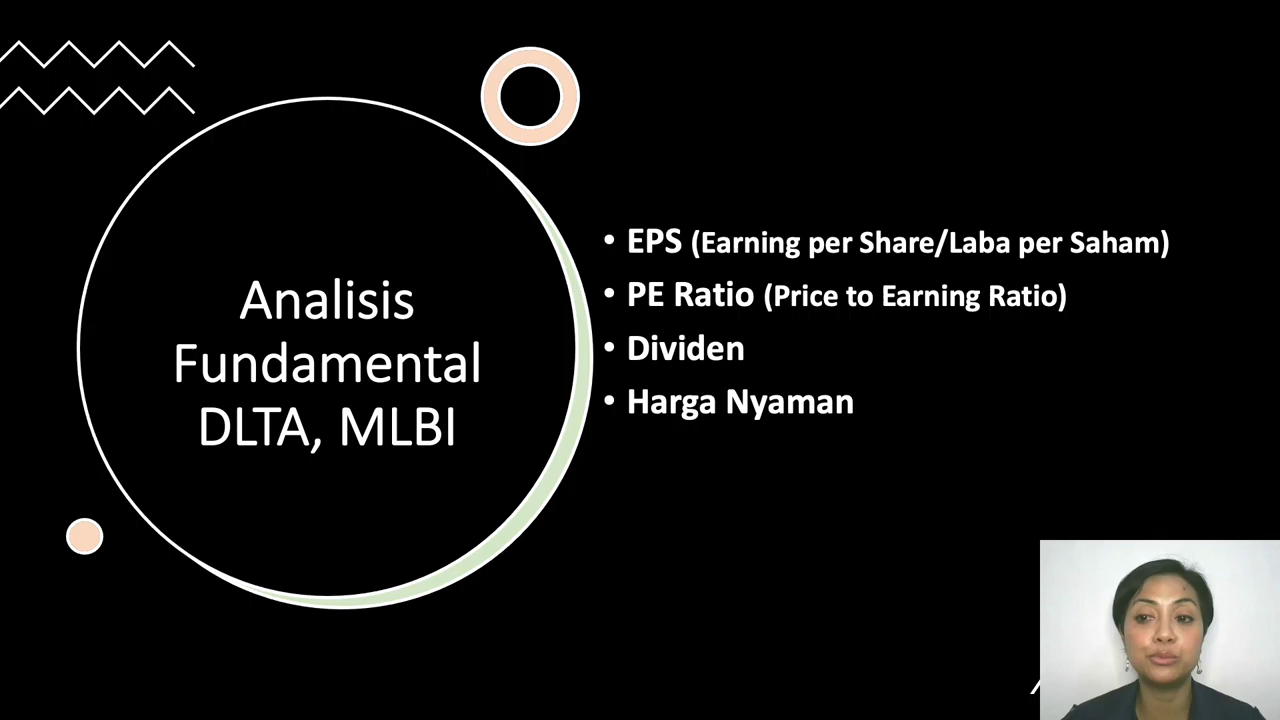 Analisis
Fundamental
DLTA, MLBI
• EPS (Earning per Share/Laba per Saham)
• PE Ratio (Price to Earning Ratio)
• Dividen
• Harga Nyaman